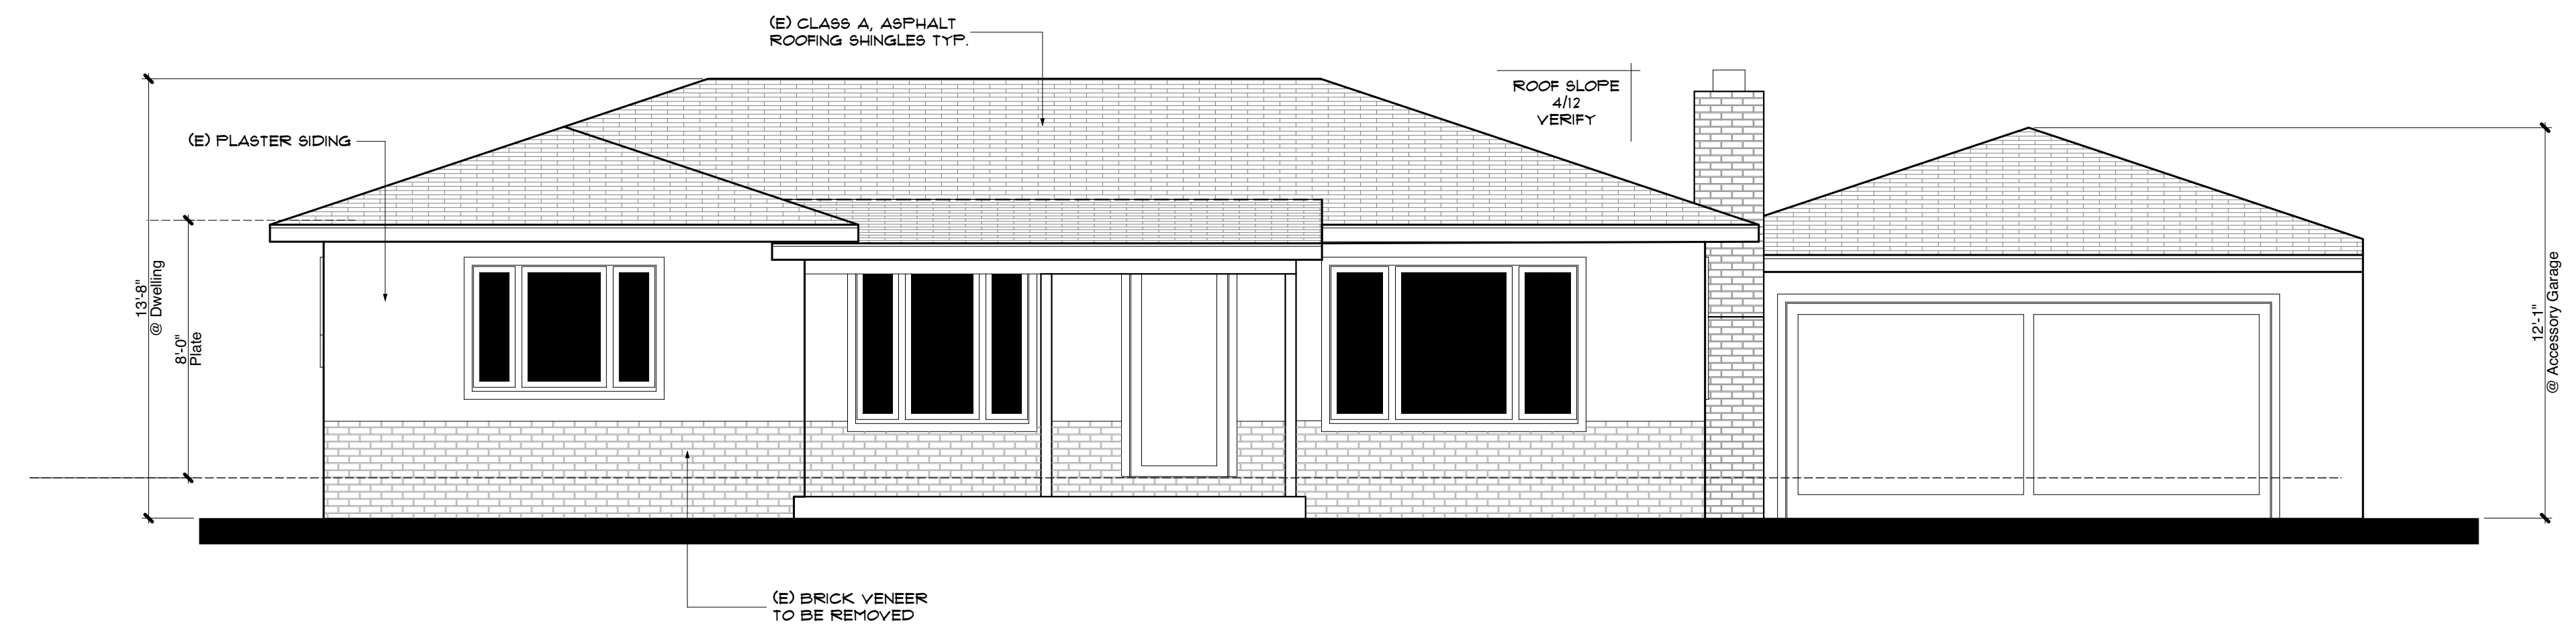 (E) CLASS A, ASPHALT
ROOFING SHINGLES TYP.
ROOF SLOPE
4/12
VERIFY
(E) PLASTER SIDING
13'-8"
@ Dwelling
8'-0"
Plate
12'-1"
@ Accessory Garage
(E) BRICK VENEER
TO BE REMOVED